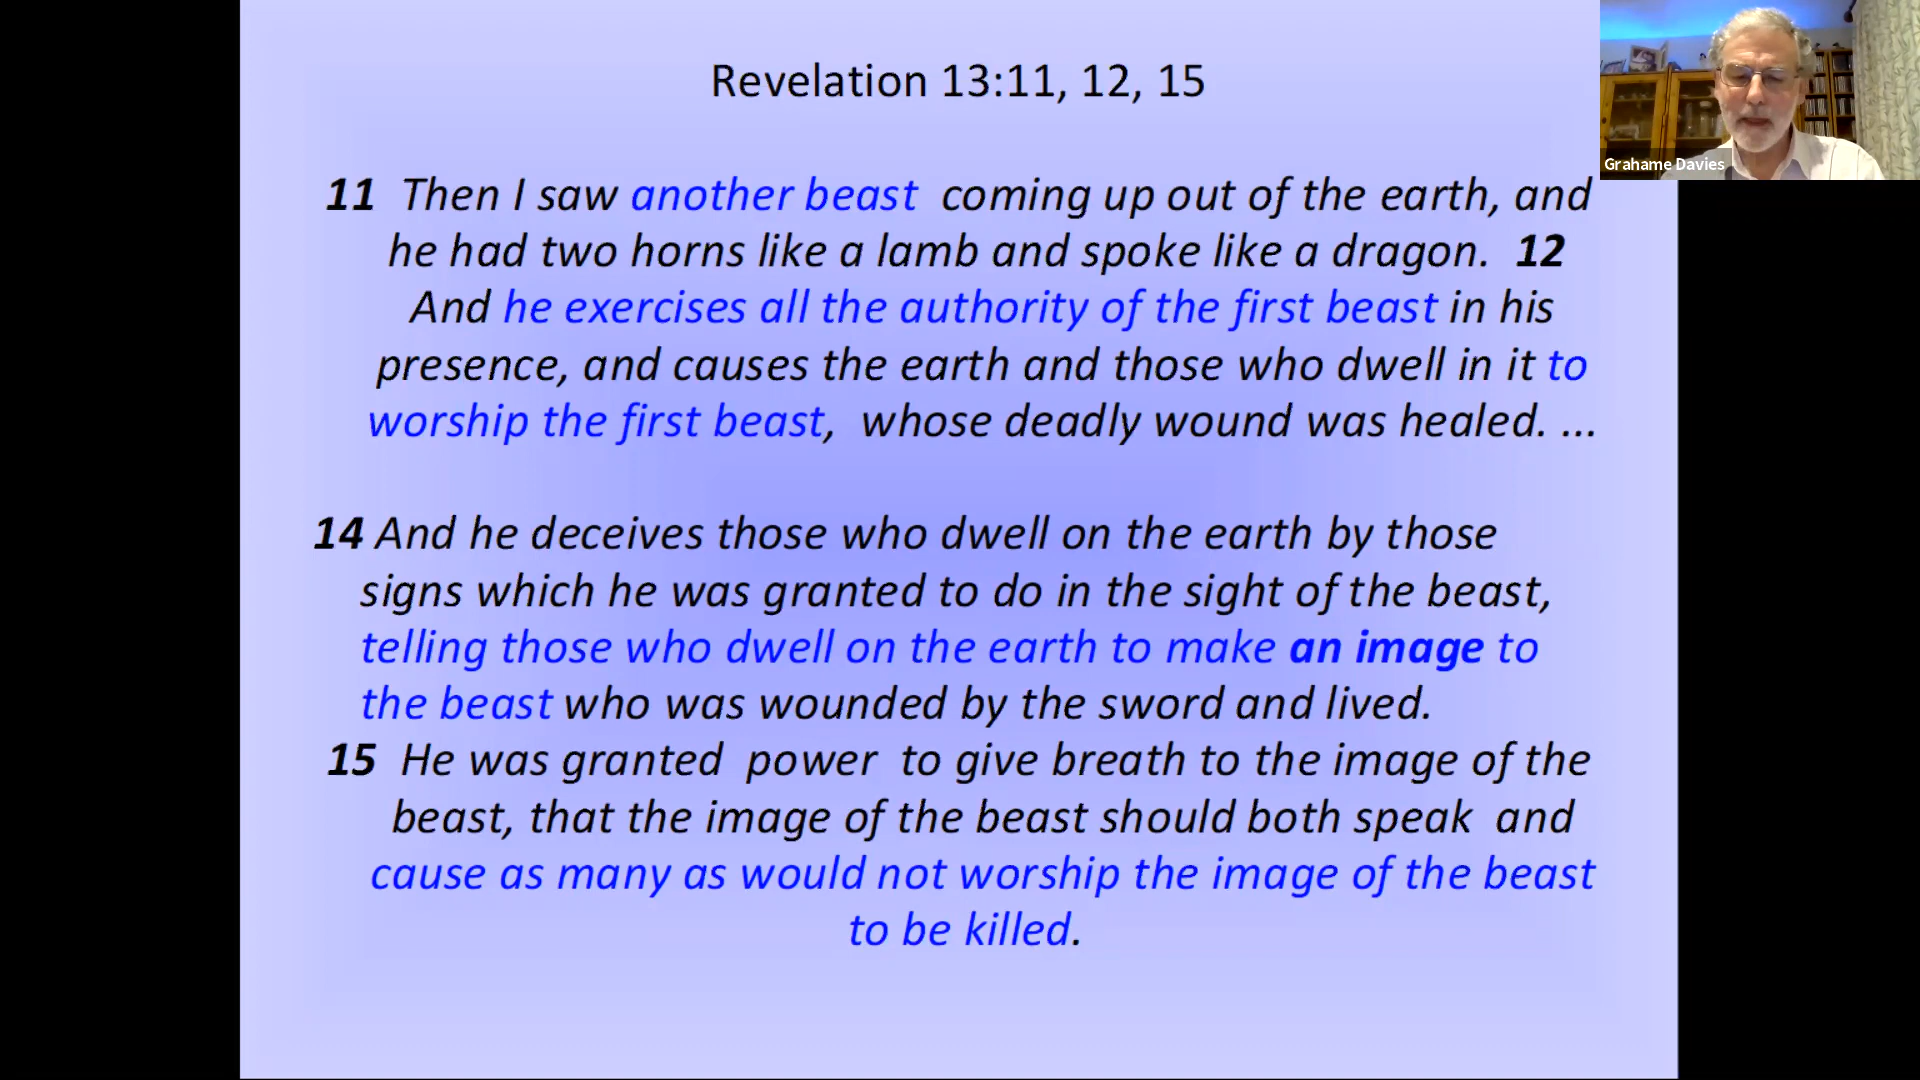 Revelation 13:11, 12, 15
Grahame Davies
11 Then I saw another beast coming up out of the earth, and
he had two horns like a lamb and spoke like a dragon. 12
And he exercises all the authority of the first beast in his
presence, and causes the earth and those who dwell in it to
worship the first beast, whose deadly wound was healed. ...
14 And he deceives those who dwell on the earth by those
signs which he was granted to do in the sight of the beast,
telling those who dwell on the earth to make an image to
the beast who was wounded by the sword and lived.
15 He was granted power to give breath to the image of the
beast, that the image of the beast should both speak and
cause as many as would not worship the image of the beast
to be killed.